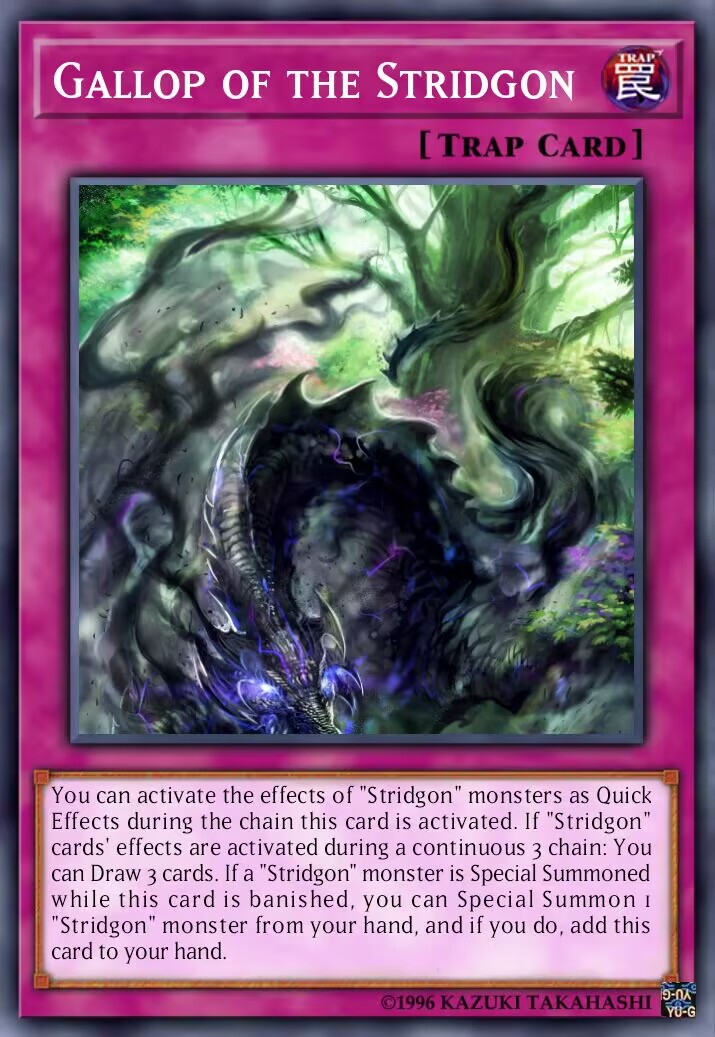 Gallop of the Stridgon
TRAP
罠
[Trap Card]
You can activate the effects of "Stridgon" monsters as Quick
Effects during the chain this card is activated. If "Stridgon"
cards' effects are activated during a continuous 3 chain: You
can Draw 3 cards. If a "Stridgon" monster is Special Summoned
while this card is banished, you can Special Summon 1
"Stridgon" monster from your hand, and if you do, add this
card to your hand.
©1996 KAZUKI TAKAHASHI